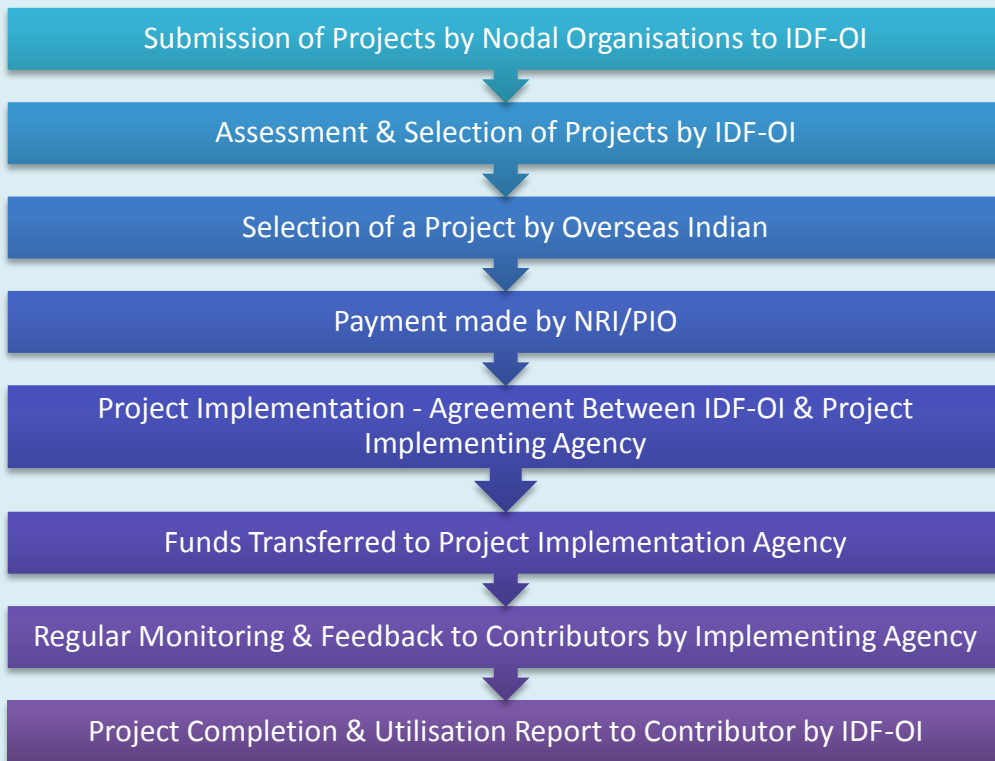 Submission of Projects by Nodal Organisations to IDF-OI
Assessment & Selection of Projects by IDF-OI
Selection of a Project by Overseas Indian
Payment made by NRI/PIO
Project Implementation - Agreement Between IDF-OI & Project
Implementing Agency
Funds Transferred to Project Implementation Agency
Regular Monitoring & Feedback to Contributors by Implementing Agency
Project Completion & Utilisation Report to Contributor by IDF-OI